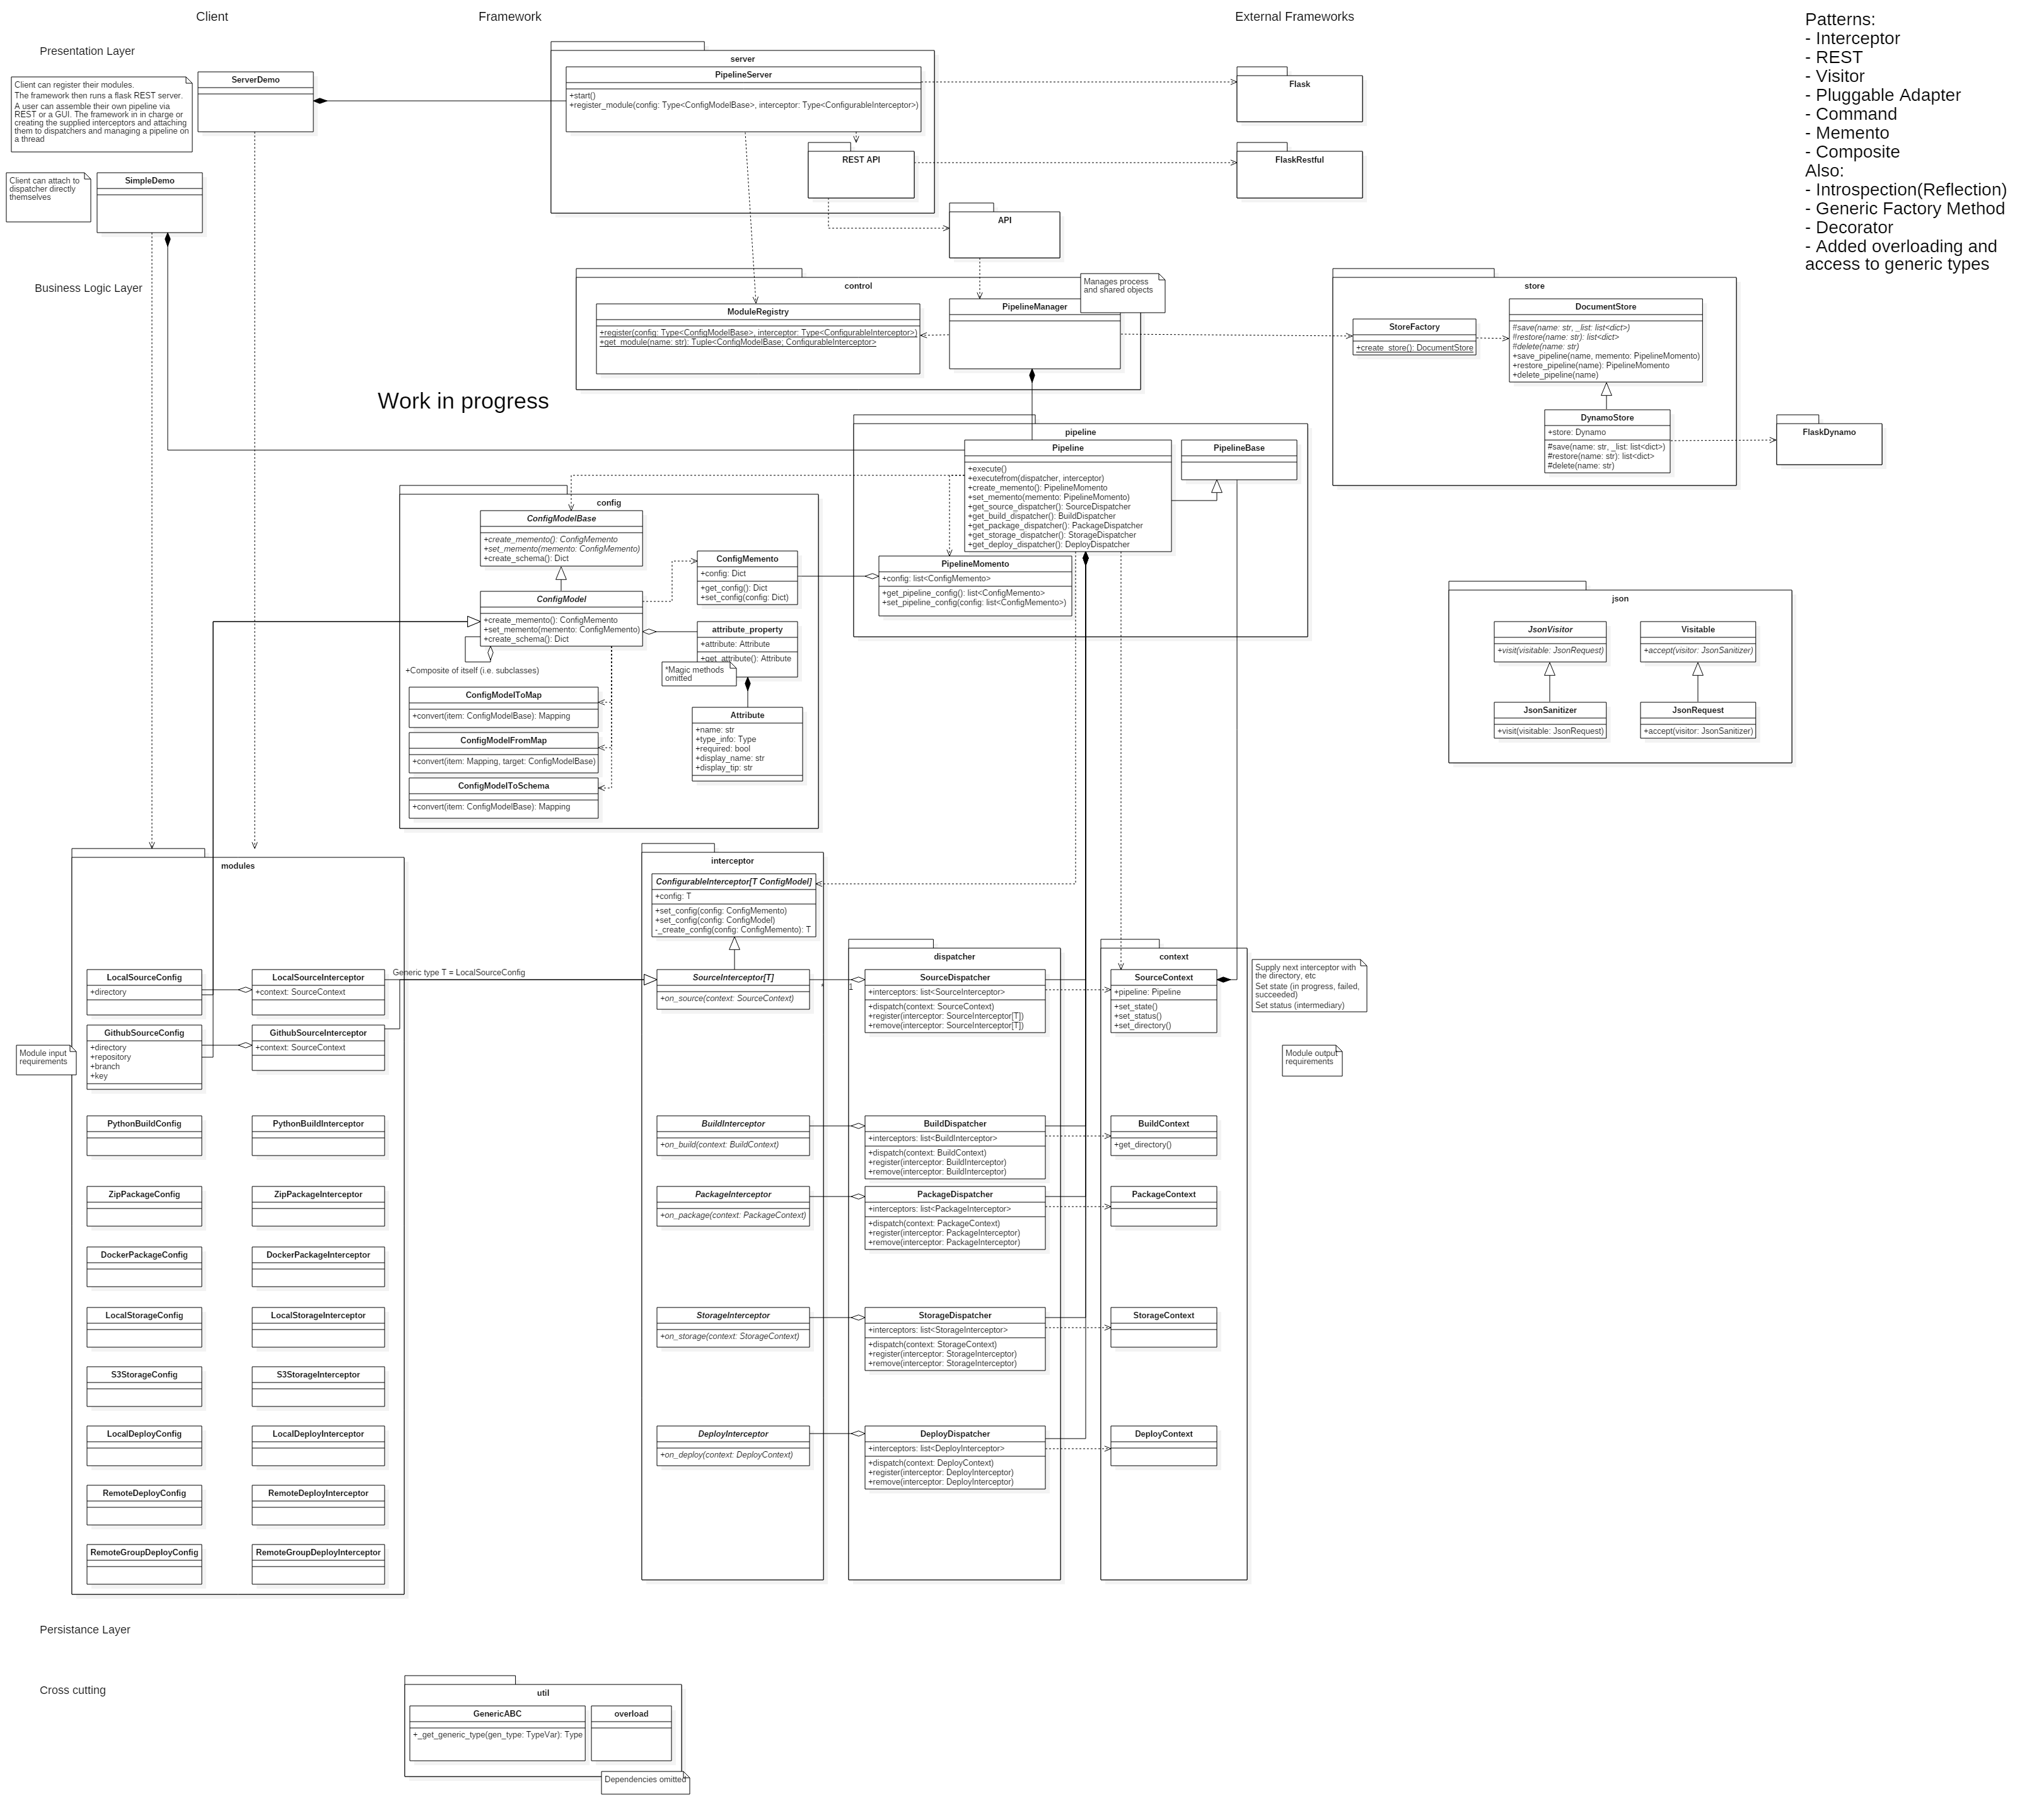 Client
Framework
External Frameworks
Patterns:
- Interceptor
- REST
- Visitor
- Pluggable Adapter
- Command
- Memento
- Composite
Also:
- Introspection(Reflection)
- Generic Factory Method
- Decorator
- Added overloading and
access to generic types
Presentation Layer
Client can register their modules.
The framework then runs a flask REST server.
A user can assemble their own pipeline via
REST or a GUI. The framework in in charge or
creating the supplied interceptors and attaching
them to dispatchers and managing a pipeline on
a thread
ServerDemo
server
PipelineServer
+start()
+register_module(config: Type<ConfigModelBase>, interceptor: Type<ConfigurableInterceptor>)
REST API
Flask
FlaskRestful
Client can attach to
dispatcher directly
themselves
SimpleDemo
API
Business Logic Layer
control
Manages process
and shared objects
ModuleRegistry
+register(config: Type<ConfigModelBase>, interceptor: Type<ConfigurableInterceptor>)
+get_module(name: str): Tuple<ConfigModelBase; ConfigurableInterceptor>
PipelineManager
store
StoreFactory
+create_store(): DocumentStore
DocumentStore
#save(name: str, _list: list<dict>)
#restore(name: str): list<dict>
#delete(name: str)
+save_pipeline(name, memento: PipelineMomento)
+restore_pipeline(name): PipelineMomento
+delete_pipeline(name)
DynamoStore
+store: Dynamo
#save(name: str, _list: list<dict>)
#restore(name: str): list<dict>
#delete(name: str)
FlaskDynamo
Work in progress
pipeline
Pipeline
+execute()
+executefrom(dispatcher, interceptor)
+create_memento(): PipelineMomento
+set_memento(memento: PipelineMomento)
+get_source_dispatcher(): SourceDispatcher
+get_build_dispatcher(): BuildDispatcher
+get_package_dispatcher(): PackageDispatcher
+get_storage_dispatcher(): StorageDispatcher
+get_deploy_dispatcher(): DeployDispatcher
PipelineBase
PipelineMomento
+config: list<ConfigMemento>
+get_pipeline_config(): list<ConfigMemento>
+set_pipeline_config(config: list<ConfigMemento>)
config
ConfigModelBase
+create_memento(): ConfigMemento
+set_memento(memento: ConfigMemento)
+create_schema(): Dict
ConfigMemento
+config: Dict
+get_config(): Dict
+set_config(config: Dict)
ConfigModel
+create_memento(): ConfigMemento
+set_memento(memento: ConfigMemento)
+create_schema(): Dict
attribute_property
+attribute: Attribute
+get_attribute(): Attribute
*Magic methods
omitted
+Composite of itself (i.e. subclasses)
ConfigModelToMap
+convert(item: ConfigModelBase): Mapping
ConfigModelFromMap
+convert(item: Mapping, target: ConfigModelBase)
ConfigModelToSchema
+convert(item: ConfigModelBase): Mapping
Attribute
+name: str
+type_info: Type
+required: bool
+display_name: str
+display_tip: str
json
JsonVisitor
+visit(visitable: JsonRequest)
Visitable
+accept(visitor: JsonSanitizer)
JsonSanitizer
+visit(visitable: JsonRequest)
JsonRequest
+accept(visitor: JsonSanitizer)
modules
interceptor
ConfigurableInterceptor[T ConfigModel]
+config: T
+set_config(config: ConfigMemento)
+set_config(config: ConfigModel)
-_create_config(config: ConfigMemento): T
dispatcher
context
LocalSourceConfig
+directory
LocalSourceInterceptor
+context: SourceContext
Generic type T = LocalSourceConfig
SourceInterceptor[T]
+on_source(context: SourceContext)
*
1
SourceDispatcher
+interceptors: list<SourceInterceptor>
+dispatch(context: SourceContext)
+register(interceptor: SourceInterceptor[T])
+remove(interceptor: SourceInterceptor[T])
SourceContext
+pipeline: Pipeline
+set_state()
+set_status()
+set_directory()
Supply next interceptor with
the directory, etc
Set state (in progress, failed,
succeeded)
Set status (intermediary)
GithubSourceConfig
+directory
+repository
+branch
+key
GithubSourceInterceptor
+context: SourceContext
Module input
requirements
Module output
requirements
PythonBuildConfig
PythonBuildInterceptor
BuildInterceptor
+on_build(context: BuildContext)
BuildDispatcher
+interceptors: list<BuildInterceptor>
+dispatch(context: BuildContext)
+register(interceptor: BuildInterceptor)
+remove(interceptor: BuildInterceptor)
BuildContext
+get_directory()
ZipPackageConfig
ZipPackageInterceptor
PackageInterceptor
+on_package(context: PackageContext)
PackageDispatcher
+interceptors: list<PackageInterceptor>
+dispatch(context: PackageContext)
+register(interceptor: PackageInterceptor)
+remove(interceptor: PackageInterceptor)
PackageContext
DockerPackageConfig
DockerPackageInterceptor
LocalStorageConfig
LocalStorageInterceptor
StorageInterceptor
+on_storage(context: StorageContext)
StorageDispatcher
+interceptors: list<StorageInterceptor>
+dispatch(context: StorageContext)
+register(interceptor: StorageInterceptor)
+remove(interceptor: StorageInterceptor)
StorageContext
S3StorageConfig
S3StorageInterceptor
LocalDeployConfig
LocalDeployInterceptor
DeployInterceptor
+on_deploy(context: DeployContext)
DeployDispatcher
+interceptors: list<DeployInterceptor>
+dispatch(context: DeployContext)
+register(interceptor: DeployInterceptor)
+remove(interceptor: DeployInterceptor)
DeployContext
RemoteDeployConfig
RemoteDeployInterceptor
RemoteGroupDeployConfig
RemoteGroupDeployInterceptor
Persistance Layer
Cross cutting
util
GenericABC
+_get_generic_type(gen_type: TypeVar): Type
overload
Dependencies omitted